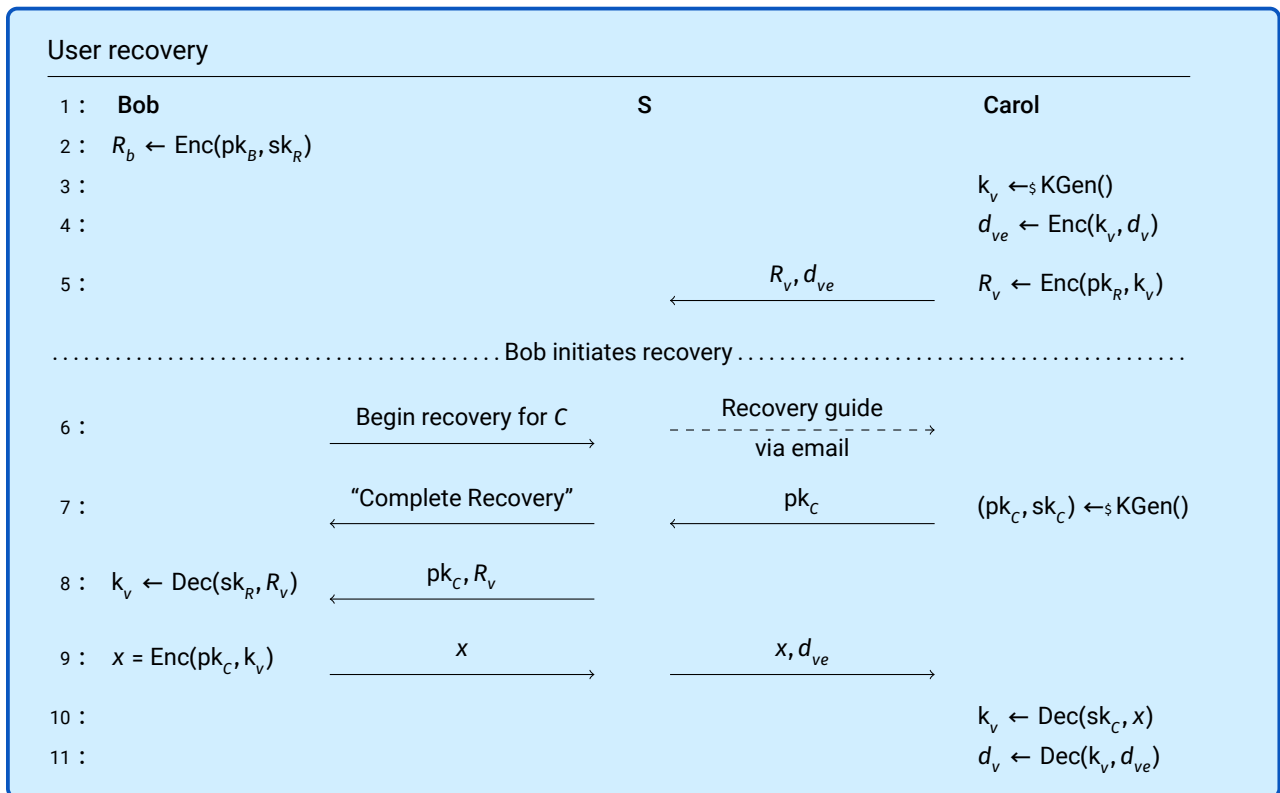 User recovery
1 : Bob S Carol
2 : R_b ← Enc(pk_B, sk_R)
3 : k_v ←$ KGen()
4 : d_ve ← Enc(k_v, d_v)
5 : R_v, d_ve R_v ← Enc(pk_R, k_v)
Bob initiates recovery
6 : Begin recovery for C Recovery guide
via email
7 : “Complete Recovery” pk_C (pk_C, sk_C) ←$ KGen()
8 : k_v ← Dec(sk_R, R_v) pk_C, R_v
9 : x = Enc(pk_C, k_v) x x, d_ve
10 : k_v ← Dec(sk_C, x)
11 : d_v ← Dec(k_v, d_ve)